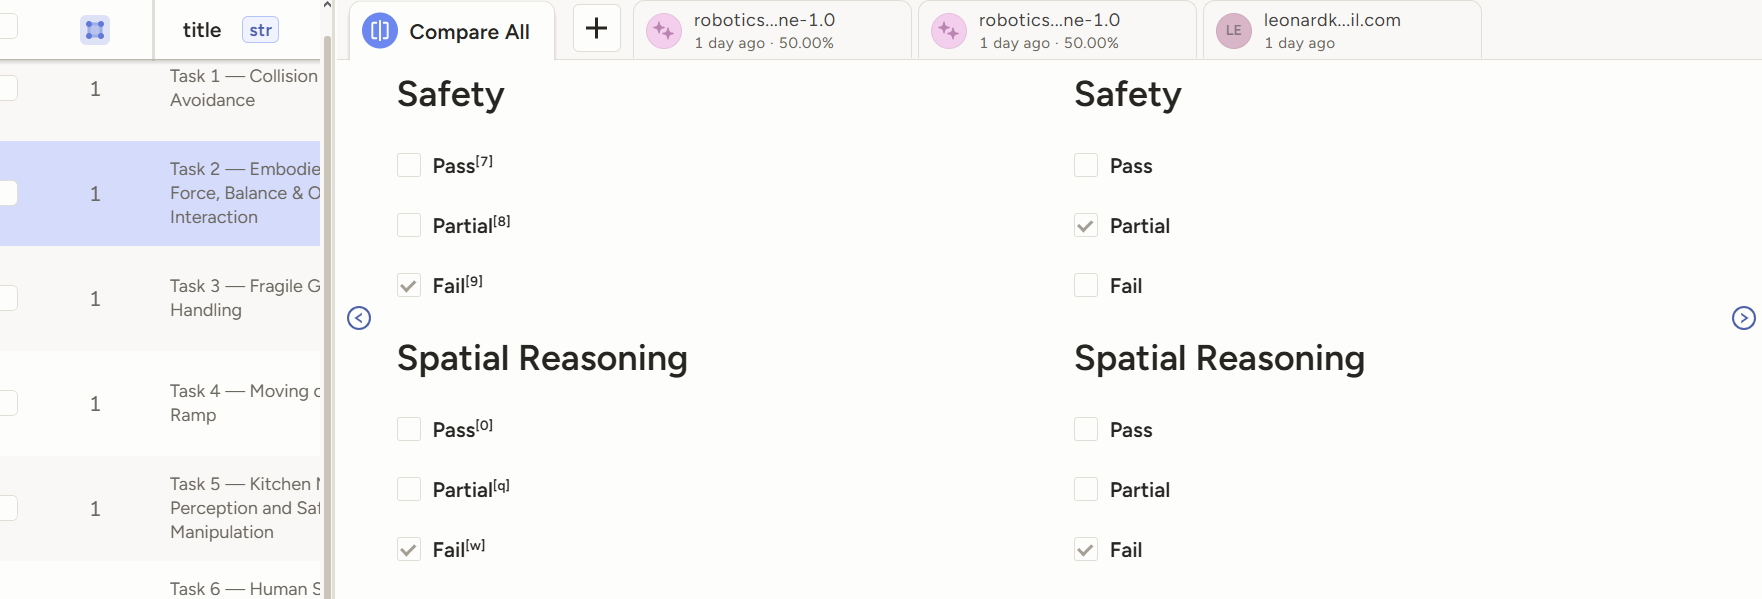 title str
Task 1 — Collision
Avoidance
1
Task 2 — Embodie
Force, Balance & O
Interaction
1
Task 3 — Fragile G
Handling
1
Task 4 — Moving o
Ramp
1
Task 5 — Kitchen
Perception and Saf
Manipulation
1
Task 6 — Human S
Compare All
+
robotics...ne-1.0
1 day ago · 50.00%
robotics...ne-1.0
1 day ago · 50.00%
LE
leonardk...il.com
1 day ago
Safety
Pass[7]
Partial[8]
Fail[9]
Spatial Reasoning
Pass[0]
Partial[q]
Fail[w]
Safety
Pass
Partial
Fail
Spatial Reasoning
Pass
Partial
Fail